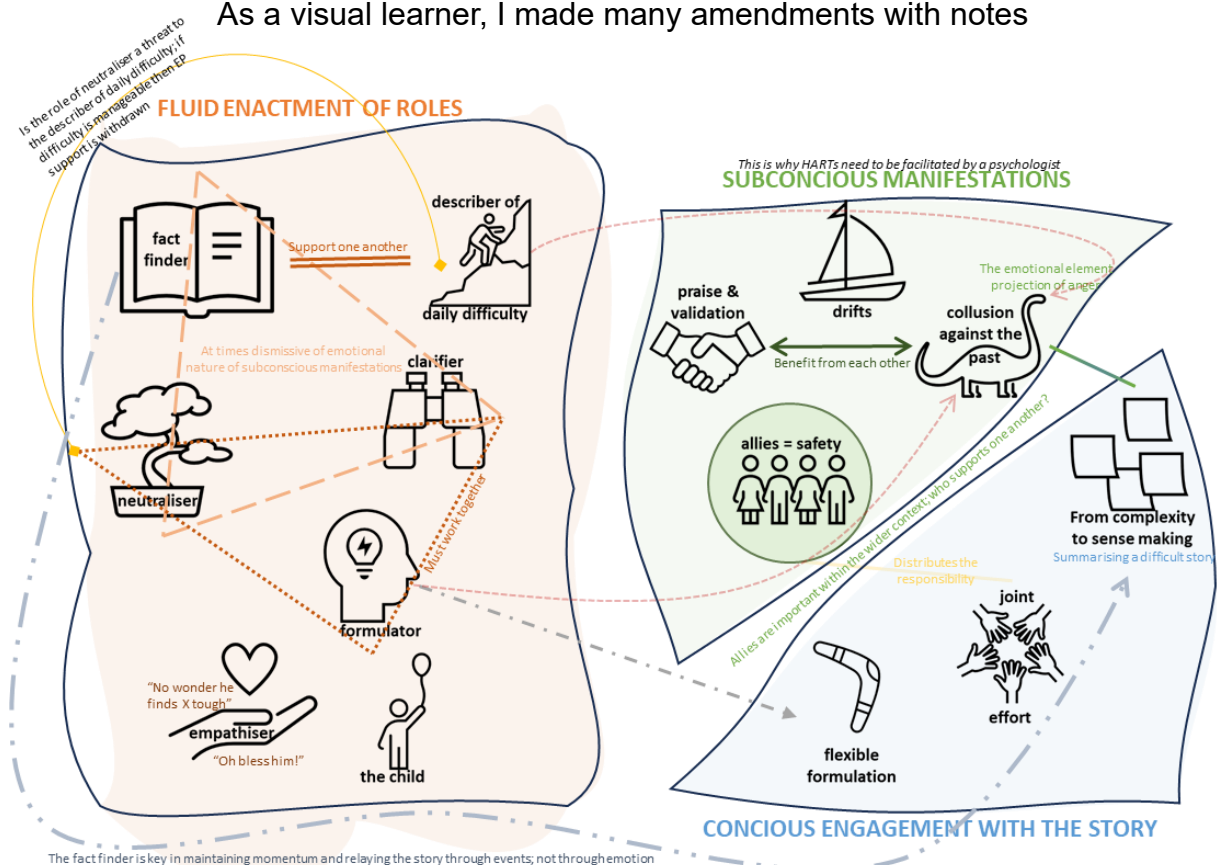 As a visual learner, I made many amendments with notes
Is the role of neutraliser a threat to
the describer of daily difficulty; if
difficulty is manageable then EP
support is withdrawn
FLUID ENACTMENT OF ROLES
fact
finder
Support one another
describer of
daily difficulty
At times dismissive of emotional
nature of subconscious manifestations
clarifier
neutraliser
Must work together
formulator
"No wonder he
finds X tough"
empathiser
"Oh bless him!"
the child
The fact finder is key in maintaining momentum and relaying the story through events; not through emotion
This is why HARTs need to be facilitated by a psychologist
SUBCONCIOUS MANIFESTATIONS
praise &
validation
drifts
The emotional element
projection of anger
collusion
against the
past
Benefit from each other
allies = safety
Allies are important within the wider context; who supports one another?
From complexity
to sense making
Summarising a difficult story
Distributes the
responsibility
joint
effort
flexible
formulation
CONCIOUS ENGAGEMENT WITH THE STORY